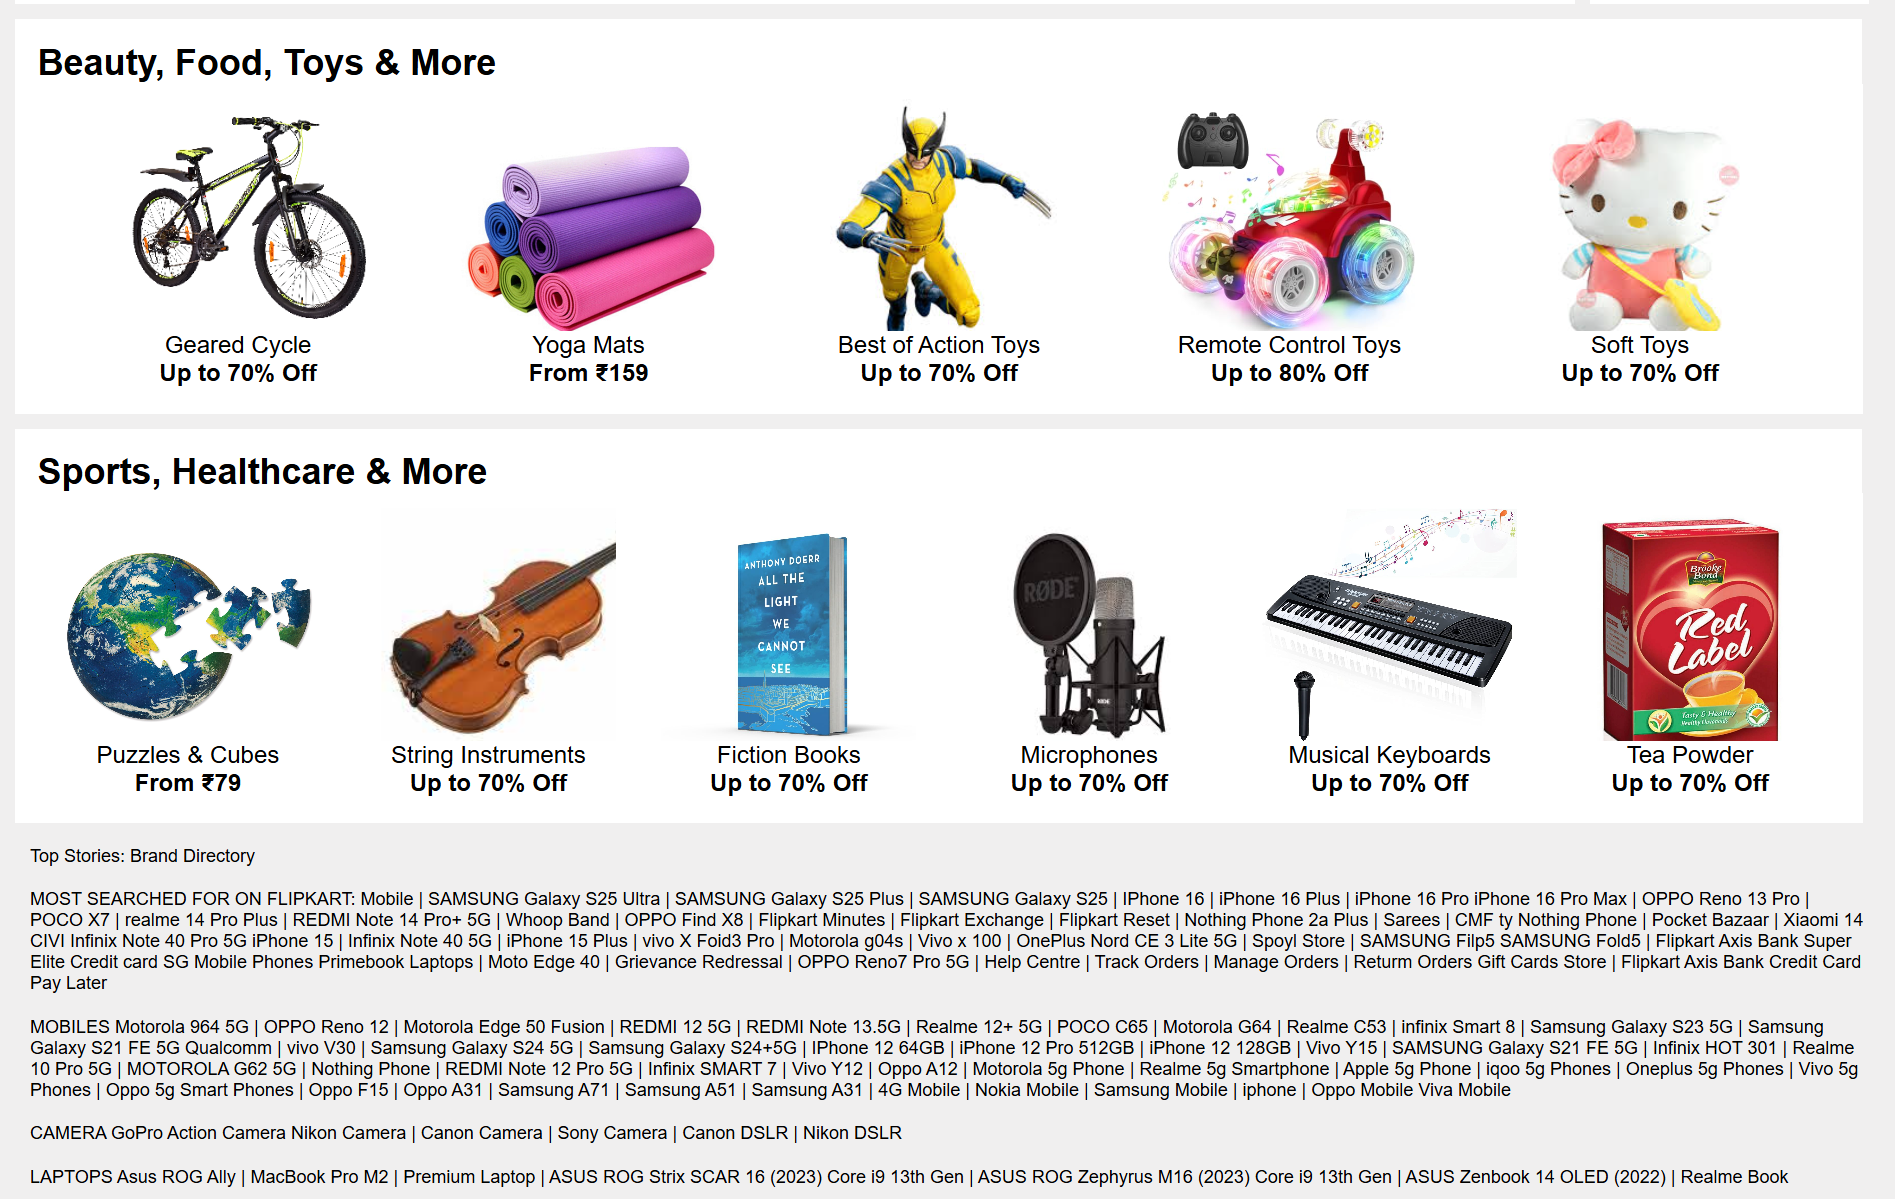 Beauty, Food, Toys & More
Geared Cycle
Up to 70% Off
Yoga Mats
From ₹159
Best of Action Toys
Up to 70% Off
Remote Control Toys
Up to 80% Off
Soft Toys
Up to 70% Off
Sports, Healthcare & More
ANTHONY DOERR
ALL THE
LIGHT
WE
CANNOT
SEE
RØDE
RØDE
Brooke
Bond
Red
Label
Tasty & Healthy
Puzzles & Cubes
From ₹79
String Instruments
Up to 70% Off
Fiction Books
Up to 70% Off
Microphones
Up to 70% Off
Musical Keyboards
Up to 70% Off
Tea Powder
Up to 70% Off
Top Stories: Brand Directory
MOST SEARCHED FOR ON FLIPKART: Mobile | SAMSUNG Galaxy S25 Ultra | SAMSUNG Galaxy S25 Plus | SAMSUNG Galaxy S25 | IPhone 16 | iPhone 16 Plus | iPhone 16 Pro iPhone 16 Pro Max | OPPO Reno 13 Pro |
POCO X7 | realme 14 Pro Plus | REDMI Note 14 Pro+ 5G | Whoop Band | OPPO Find X8 | Flipkart Minutes | Flipkart Exchange | Flipkart Reset | Nothing Phone 2a Plus | Sarees | CMF ty Nothing Phone | Pocket Bazaar | Xiaomi 14
CIVI Infinix Note 40 Pro 5G iPhone 15 | Infinix Note 40 5G | iPhone 15 Plus | vivo X Foid3 Pro | Motorola g04s | Vivo x 100 | OnePlus Nord CE 3 Lite 5G | Spoyl Store | SAMSUNG Filp5 SAMSUNG Fold5 | Flipkart Axis Bank Super
Elite Credit card SG Mobile Phones Primebook Laptops | Moto Edge 40 | Grievance Redressal | OPPO Reno7 Pro 5G | Help Centre | Track Orders | Manage Orders | Returm Orders Gift Cards Store | Flipkart Axis Bank Credit Card
Pay Later
MOBILES Motorola 964 5G | OPPO Reno 12 | Motorola Edge 50 Fusion | REDMI 12 5G | REDMI Note 13.5G | Realme 12+ 5G | POCO C65 | Motorola G64 | Realme C53 | infinix Smart 8 | Samsung Galaxy S23 5G | Samsung
Galaxy S21 FE 5G Qualcomm | vivo V30 | Samsung Galaxy S24 5G | Samsung Galaxy S24+5G | IPhone 12 64GB | iPhone 12 Pro 512GB | iPhone 12 128GB | Vivo Y15 | SAMSUNG Galaxy S21 FE 5G | Infinix HOT 301 | Realme
10 Pro 5G | MOTOROLA G62 5G | Nothing Phone | REDMI Note 12 Pro 5G | Infinix SMART 7 | Vivo Y12 | Oppo A12 | Motorola 5g Phone | Realme 5g Smartphone | Apple 5g Phone | iqoo 5g Phones | Oneplus 5g Phones | Vivo 5g
Phones | Oppo 5g Smart Phones | Oppo F15 | Oppo A31 | Samsung A71 | Samsung A51 | Samsung A31 | 4G Mobile | Nokia Mobile | Samsung Mobile | iphone | Oppo Mobile Viva Mobile
CAMERA GoPro Action Camera Nikon Camera | Canon Camera | Sony Camera | Canon DSLR | Nikon DSLR
LAPTOPS Asus ROG Ally | MacBook Pro M2 | Premium Laptop | ASUS ROG Strix SCAR 16 (2023) Core i9 13th Gen | ASUS ROG Zephyrus M16 (2023) Core i9 13th Gen | ASUS Zenbook 14 OLED (2022) | Realme Book